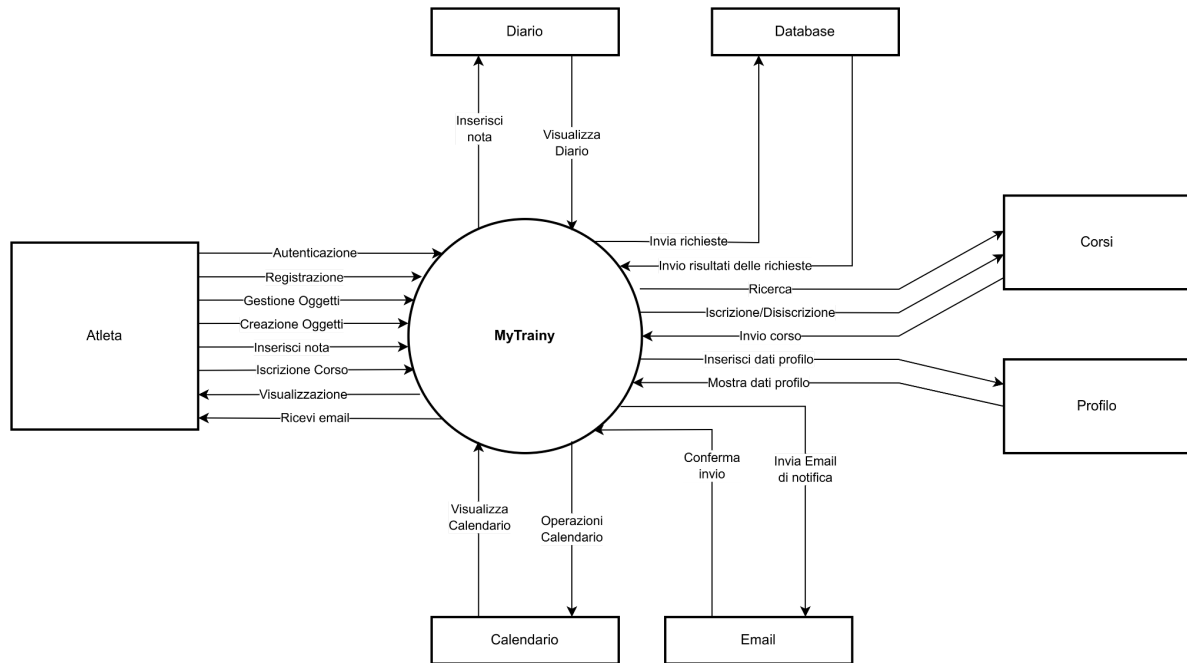 Diario
Database
Inserisci
nota
Visualizza
Diario
Invia richieste
Invio risultati delle richieste
Corsi
Ricerca
Iscrizione/Disiscrizione
Invio corso
Autenticazione
Registrazione
Gestione Oggetti
Creazione Oggetti
Inserisci nota
Iscrizione Corso
Visualizzazione
Ricevi email
Atleta
MyTrainy
Inserisci dati profilo
Mostra dati profilo
Profilo
Conferma
invio
Invia Email
di notifica
Visualizza
Calendario
Operazioni
Calendario
Calendario
Email